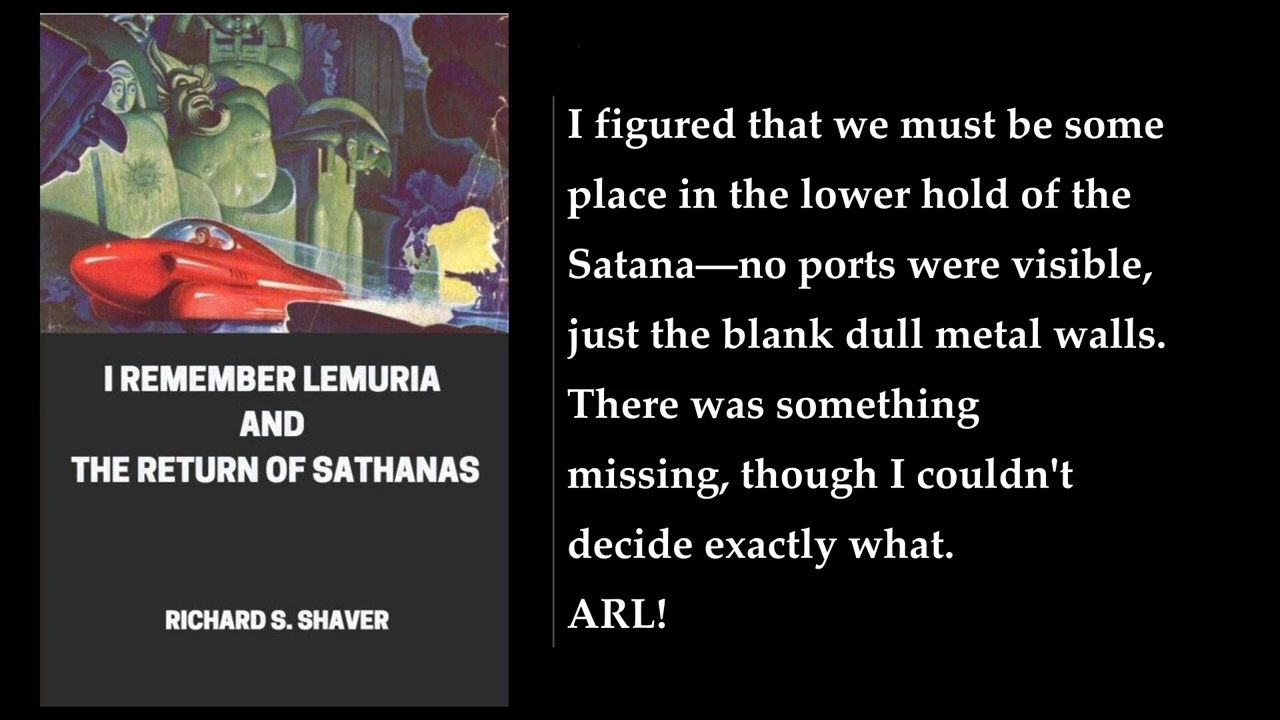 I REMEMBER LEMURIA
AND
THE RETURN OF SATHANAS
RICHARD S. SHAVER
I figured that we must be some
place in the lower hold of the
Satana—no ports were visible,
just the blank dull metal walls.
There was something
missing, though I couldn't
decide exactly what.
ARL!